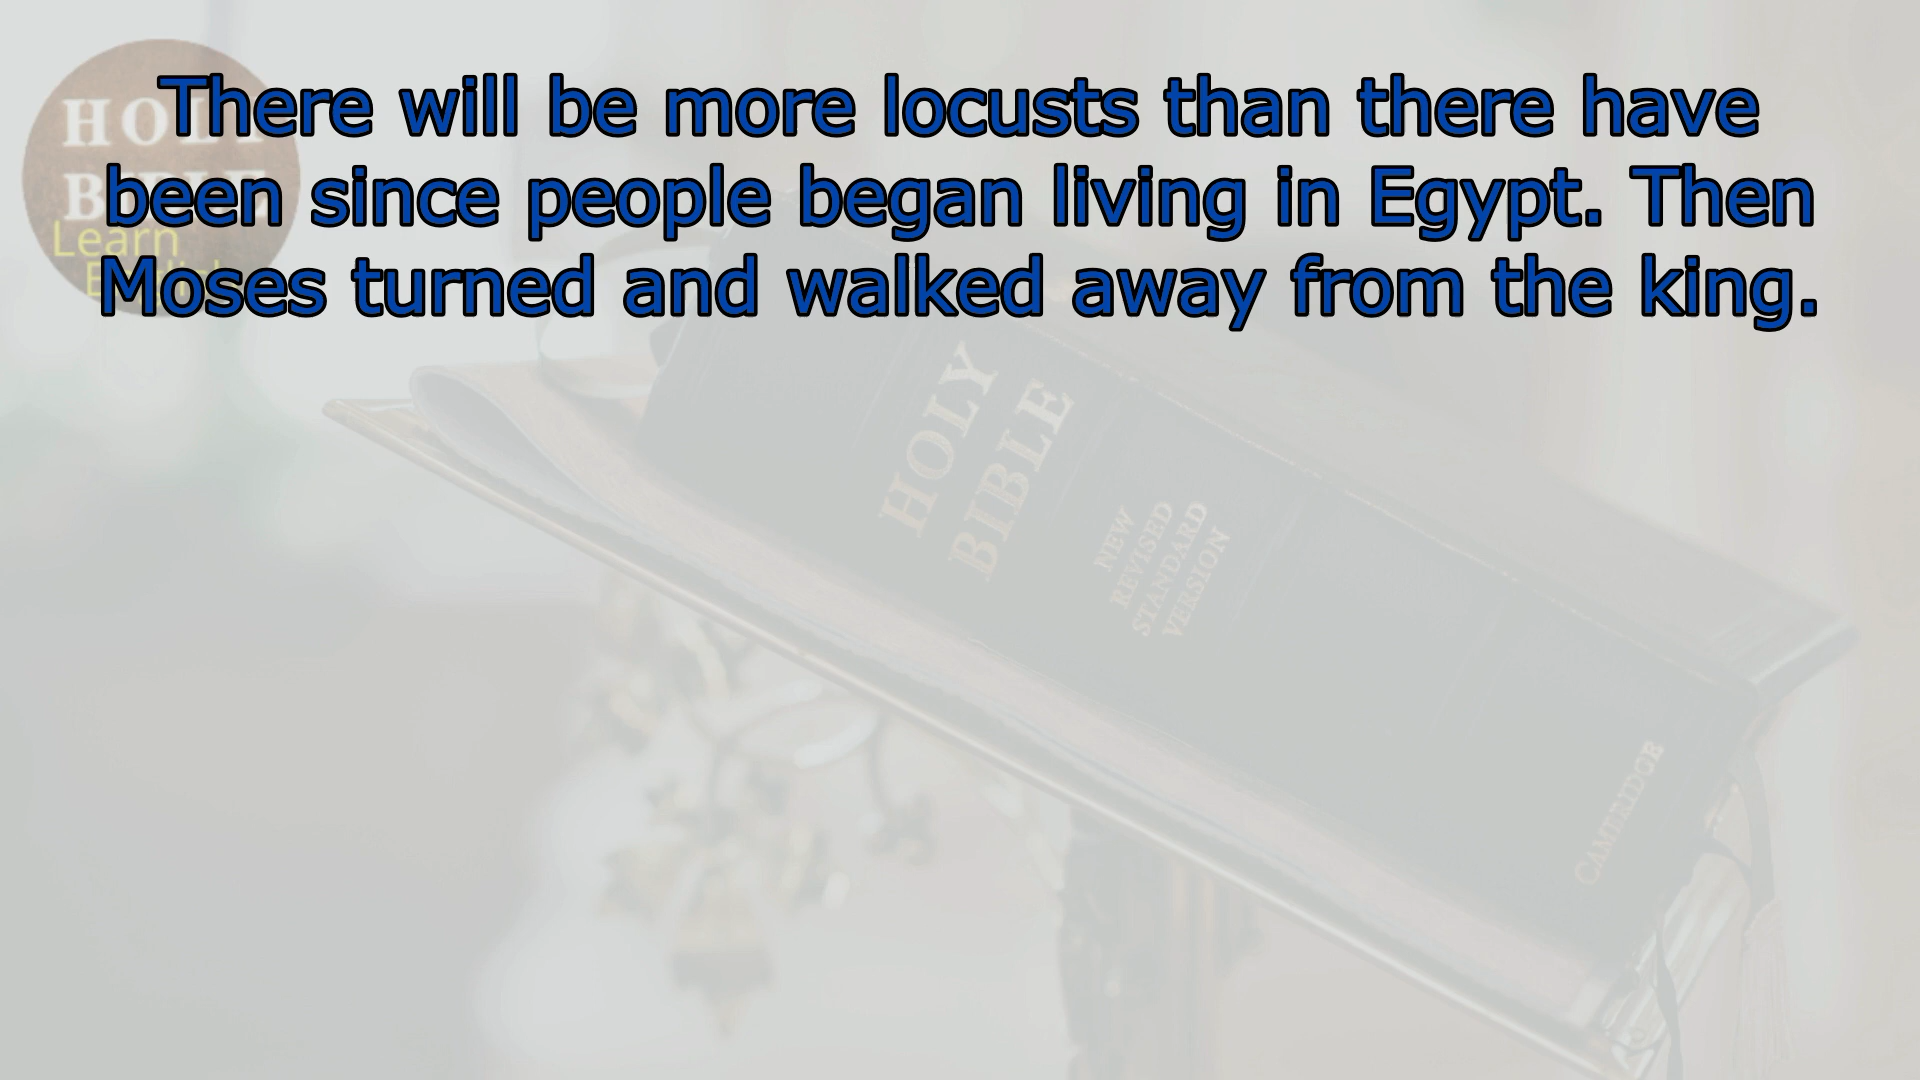 There will be more locusts than there have
been since people began living in Egypt. Then
Moses turned and walked away from the king.
HOLY
BIBLE
Learn
English
HOLY
BIBLE
NEW
REVISED
STANDARD
VERSION
CAMBRIDGE